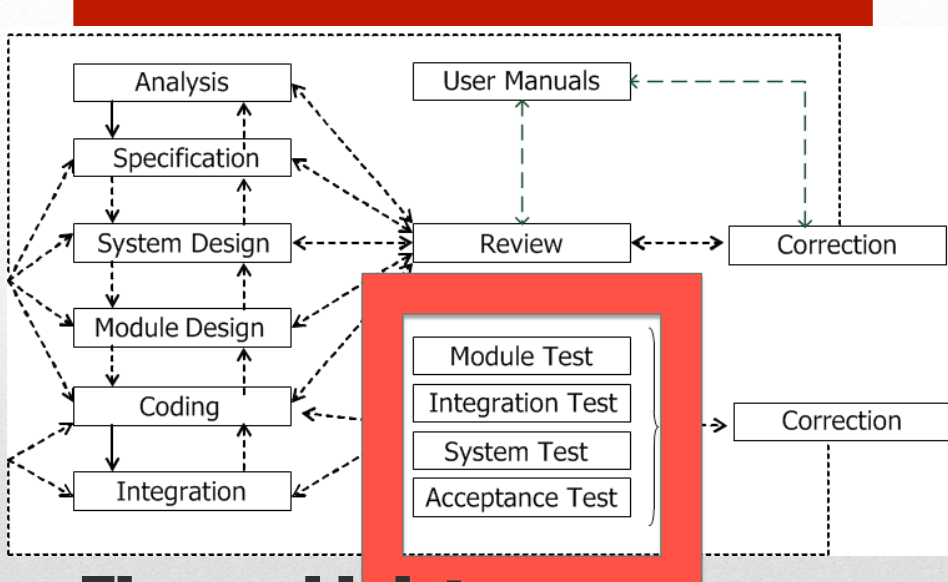 Analysis
User Manuals
Specification
System Design
Review
Correction
Module Design
Module Test
Coding
Integration Test
Correction
System Test
Integration
Acceptance Test